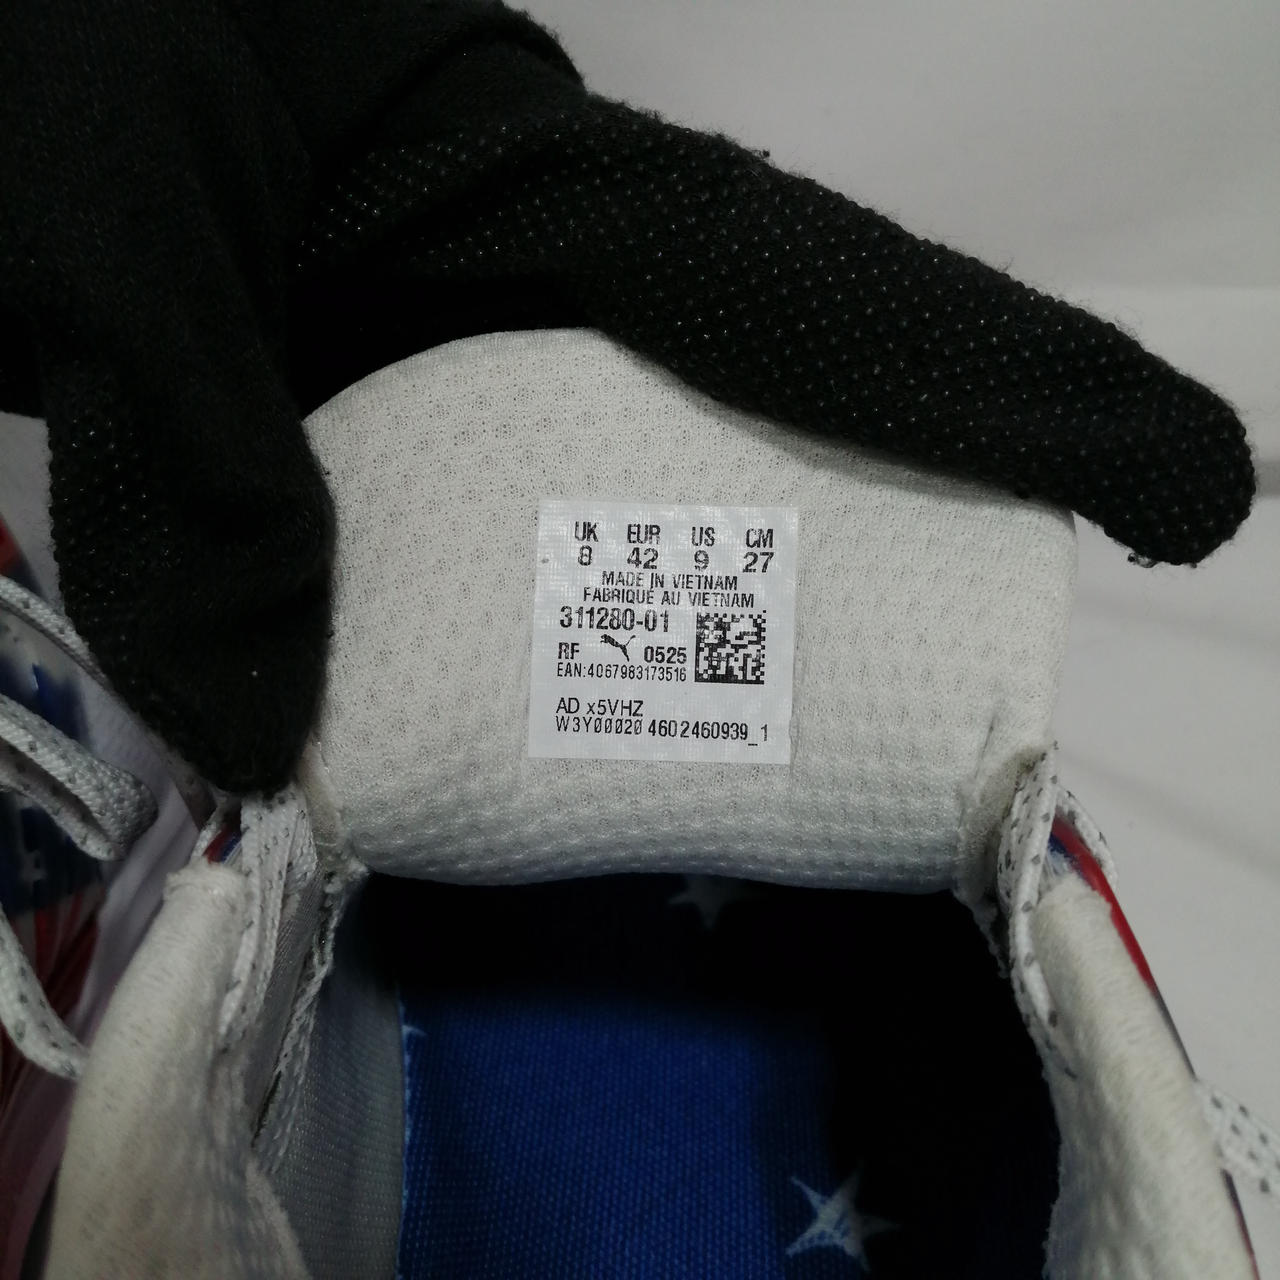 UK EUR US CM
8 42 9 27
MADE IN VIETNAM
FABRIQUÉ AU VIETNAM
311280-01
RF 0525
EAN:4067983173516
AD x5VHZ
W3Y00020 4602460939_1